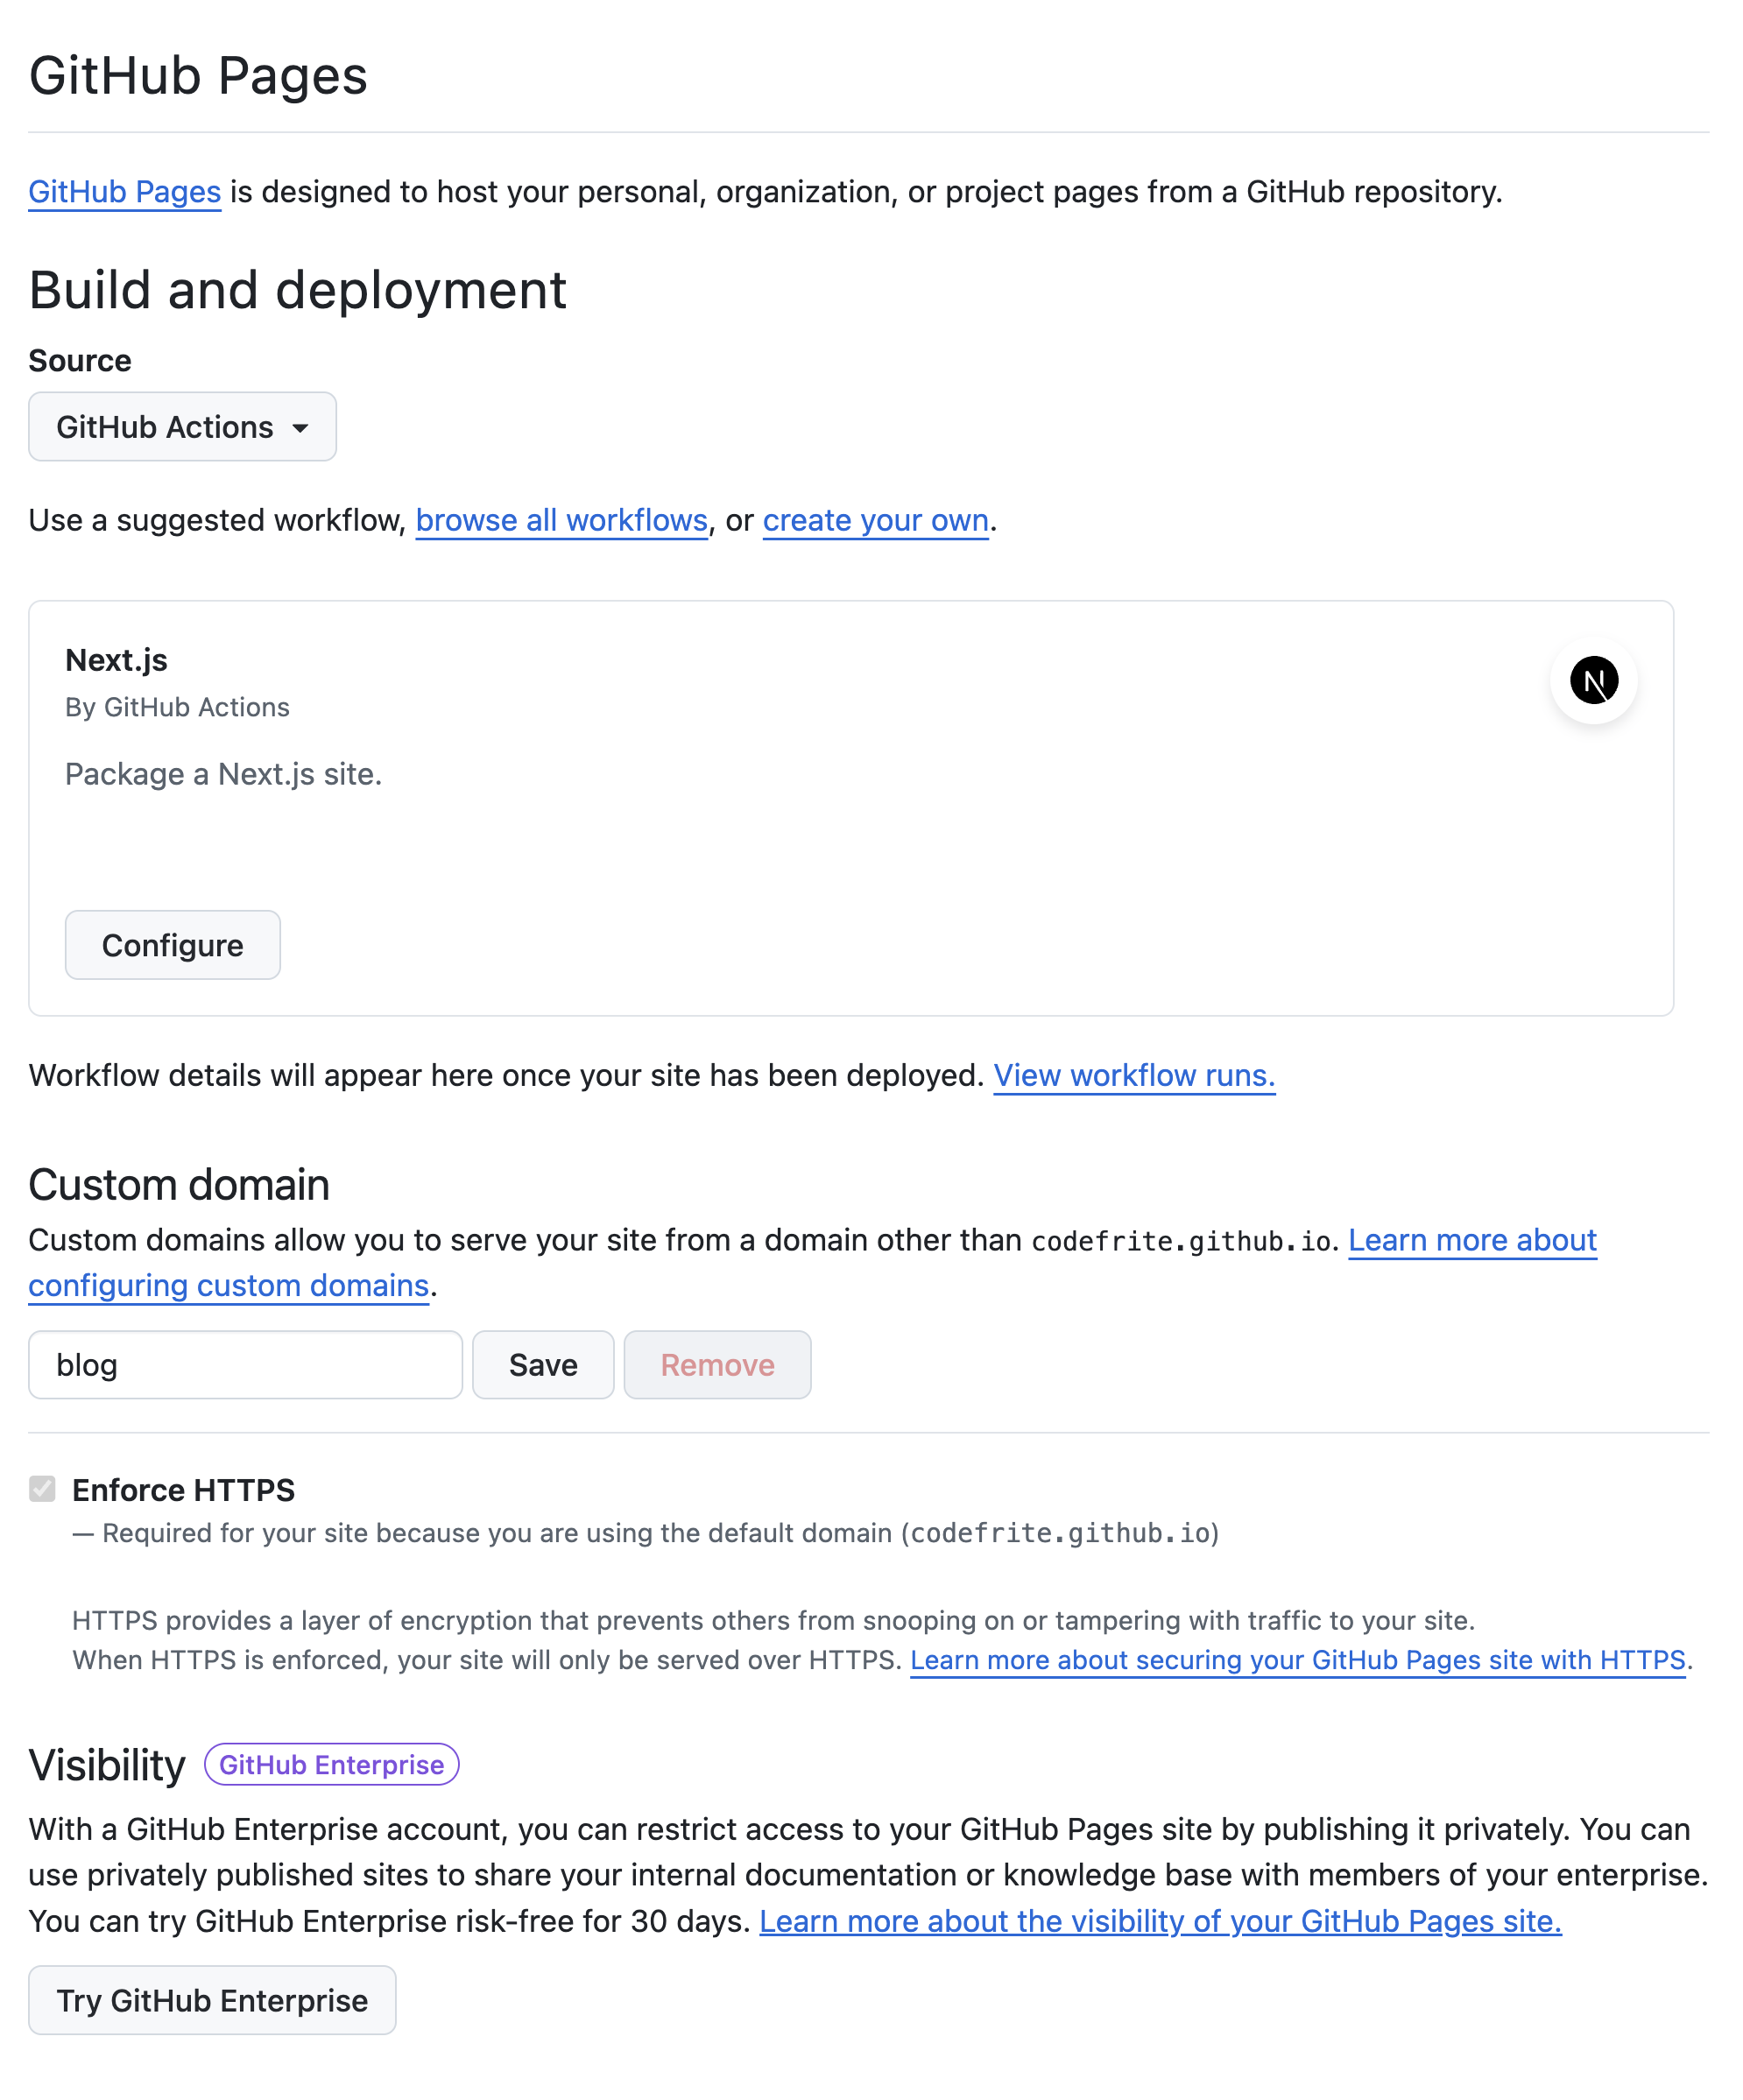 GitHub Pages
GitHub Pages is designed to host your personal, organization, or project pages from a GitHub repository.
Build and deployment
Source
GitHub Actions
Use a suggested workflow, browse all workflows, or create your own.
Next.js
N
By GitHub Actions
Package a Next.js site.
Configure
Workflow details will appear here once your site has been deployed. View workflow runs.
Custom domain
Custom domains allow you to serve your site from a domain other than codefrite.github.io. Learn more about
configuring custom domains.
blog
Save
Remove
Enforce HTTPS
— Required for your site because you are using the default domain (codefrite.github.io)
HTTPS provides a layer of encryption that prevents others from snooping on or tampering with traffic to your site.
When HTTPS is enforced, your site will only be served over HTTPS. Learn more about securing your GitHub Pages site with HTTPS.
Visibility GitHub Enterprise
With a GitHub Enterprise account, you can restrict access to your GitHub Pages site by publishing it privately. You can
use privately published sites to share your internal documentation or knowledge base with members of your enterprise.
You can try GitHub Enterprise risk-free for 30 days. Learn more about the visibility of your GitHub Pages site.
Try GitHub Enterprise